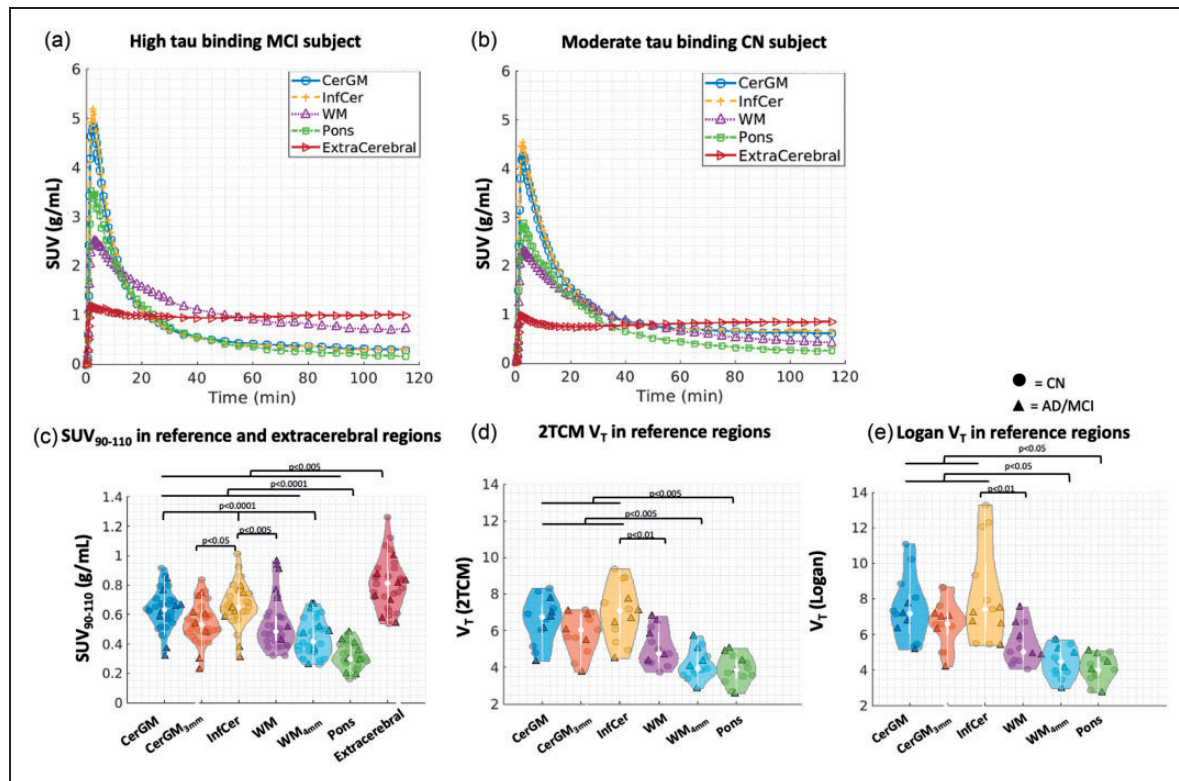 (a) High tau binding MCI subject
6
5
4
3
2
1
0
SUV (g/mL)
CerGM
InfCer
WM
Pons
ExtraCerebral
0 20 40 60 80 100 120
Time (min)
(b) Moderate tau binding CN subject
6
5
4
3
2
1
0
SUV (g/mL)
CerGM
InfCer
WM
Pons
ExtraCerebral
0 20 40 60 80 100 120
Time (min)
= CN
= AD/MCI
(c) SUV90-110 in reference and extracerebral regions
p<0.005
p<0.0001
p<0.0001
p<0.005
p<0.05
1.4
1.2
1
0.8
0.6
0.4
0.2
0
SUV90-110 (g/mL)
CerGM
CerGM3mm
InfCer
WM
WM4mm
Pons
Extracerebral
(d) 2TCM VT in reference regions
p<0.005
p<0.005
p<0.01
14
12
10
8
6
4
2
VT (2TCM)
CerGM
CerGM3mm
InfCer
WM
WM4mm
Pons
(e) Logan VT in reference regions
p<0.05
p<0.05
p<0.01
14
12
10
8
6
4
2
VT (Logan)
CerGM
CerGM3mm
InfCer
WM
WM4mm
Pons